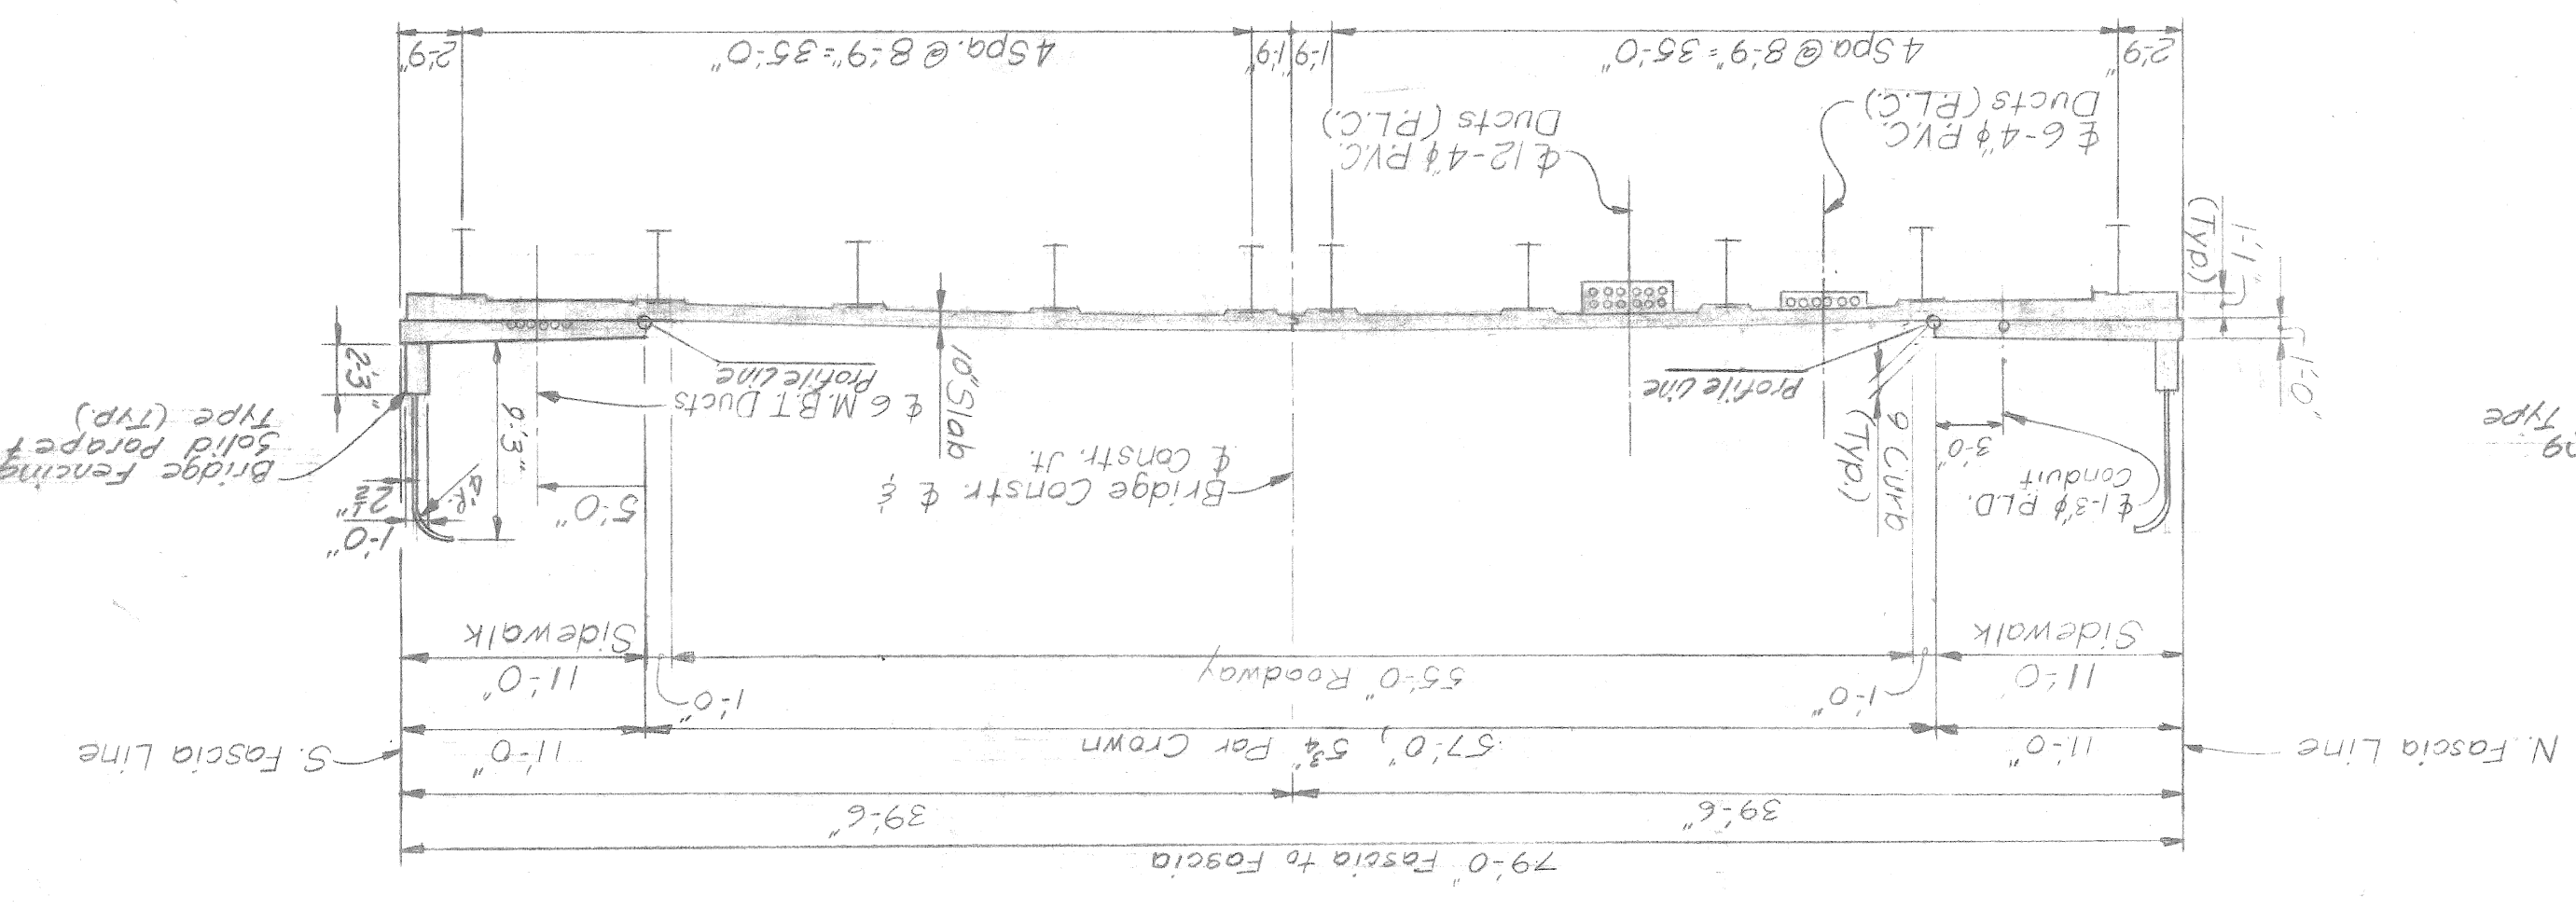 79'-0" Fascia to Fascia
39'-6"
39'-6"
N. Fascia Line
11'-0"
57'-0", 5¾" Par Crown
11'-0"
S. Fascia Line
11'-0"
Sidewalk
1'-0"
55'-0" Roadway
1'-0"
11'-0"
Sidewalk
Type
℄ 1-3"φ P.L.D.
Conduit
3'-0"
9" Curb
(Typ.)
Bridge Constr. ℄ &
℄ Constr. Jt.
5'-0"
9'-3"
4"R.
1'-0"
2½"
Bridge Fencing
Solid Parapet
Type (Typ.)
2'-3"
Profile Line
10" Slab
℄ 6 M.B.T. Ducts
Profile Line
1'-0"
1'-1"
(Typ.)
℄ 6-4"φ P.V.C.
Ducts (P.L.C.)
℄ 12-4"φ P.V.C.
Ducts (P.L.C.)
2'-9"
4 Spa. @ 8'-9" = 35'-0"
1'-9"
1'-9"
4 Spa. @ 8'-9" = 35'-0"
2'-9"